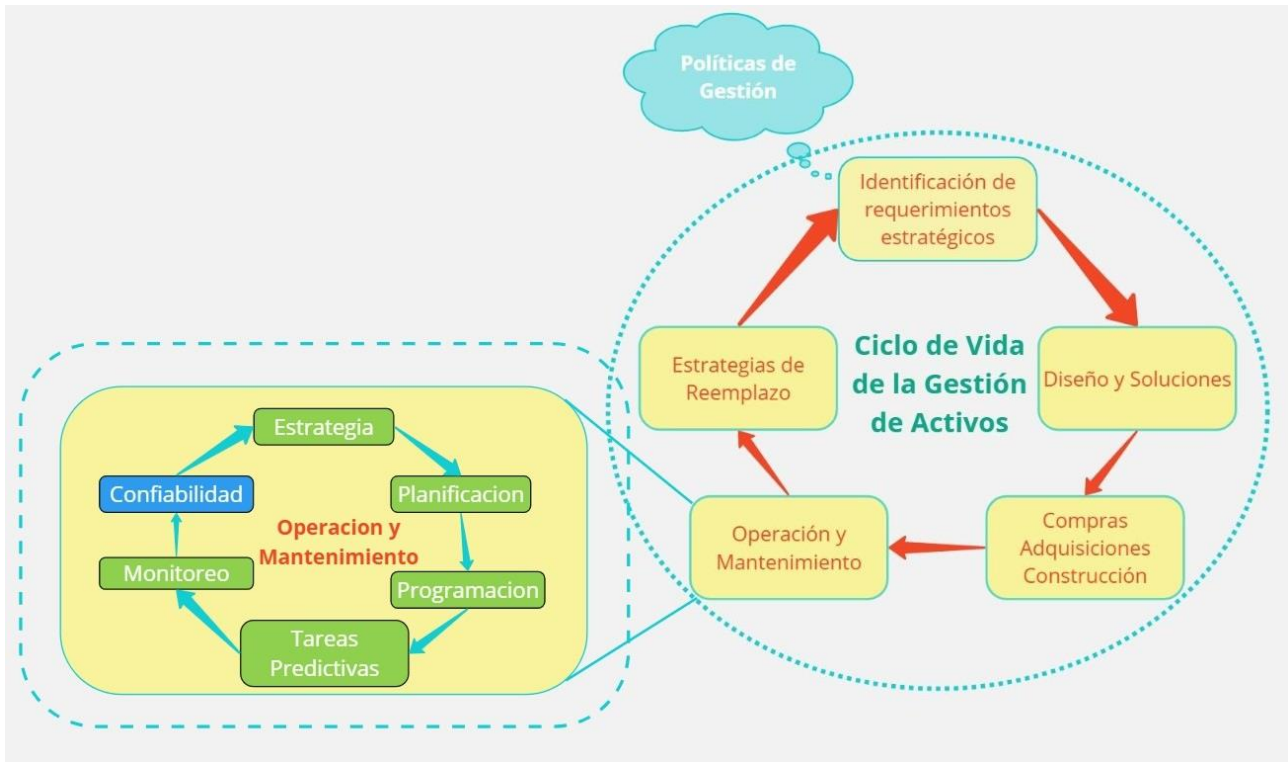 Políticas de
Gestión
Identificación de
requerimientos
estratégicos
Diseño y Soluciones
Compras
Adquisiciones
Construcción
Operación y
Mantenimiento
Estrategias de
Reemplazo
Ciclo de Vida
de la Gestión
de Activos
Estrategia
Planificacion
Programacion
Tareas
Predictivas
Monitoreo
Confiabilidad
Operacion y
Mantenimiento